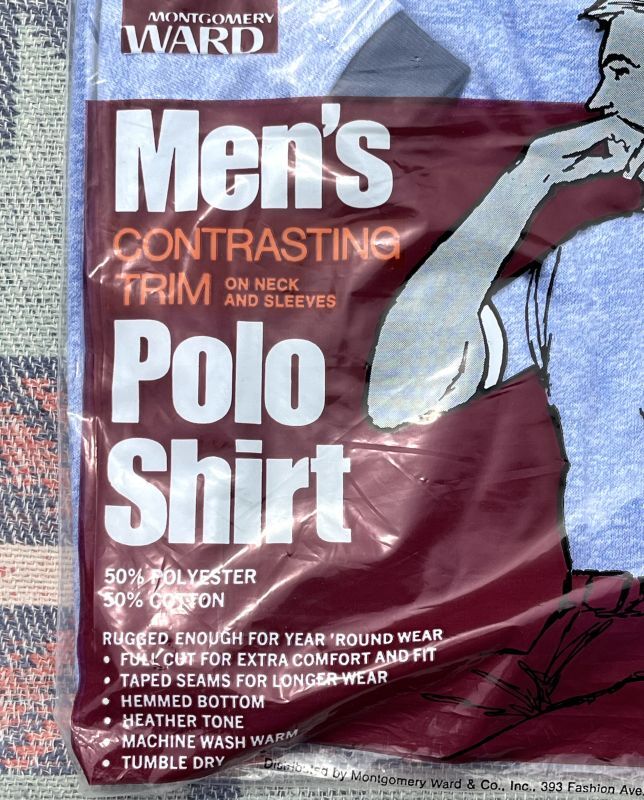 MONTGOMERY
WARD
Men's
CONTRASTING
TRIM ON NECK
AND SLEEVES
Polo
Shirt
50% POLYESTER
50% COTTON
RUGGED ENOUGH FOR YEAR 'ROUND WEAR
• FULL CUT FOR EXTRA COMFORT AND FIT
• TAPED SEAMS FOR LONGER WEAR
• HEMMED BOTTOM
• HEATHER TONE
• MACHINE WASH WARM
• TUMBLE DRY
Distributed by Montgomery Ward & Co., Inc., 393 Fashion Ave